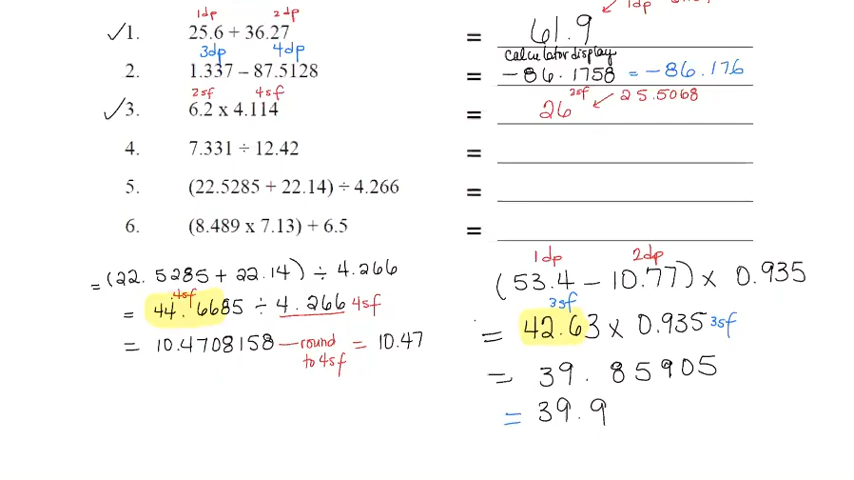 1dp
1dp 2dp
✓1. 25.6 + 36.27 = 61.9
3dp 4dp calculator display
2. 1.337 – 87.5128 = -86.1758 = -86.176
2sf 4sf 2sf 25.5068
✓3. 6.2 x 4.114 = 26
4. 7.331 ÷ 12.42 =
5. (22.5285 + 22.14) ÷ 4.266 =
6. (8.489 x 7.13) + 6.5 =
= (22.5285 + 22.14) ÷ 4.266
4sf
= 44.6685 ÷ 4.266 4sf
= 10.4708158 — round to 4sf = 10.47
1dp 2dp
(53.4 - 10.77) x 0.935
3sf
= 42.63 x 0.935 3sf
= 39.85905
= 39.9